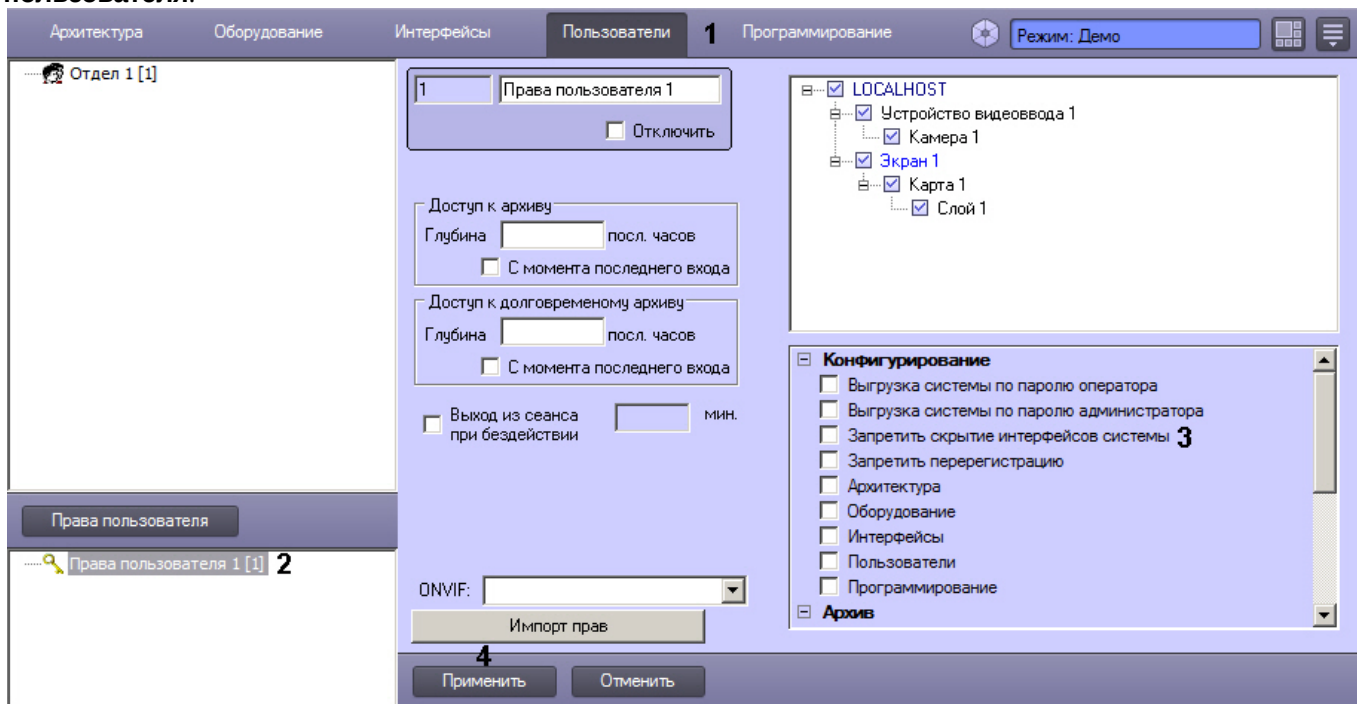 пользователя.
Архитектура Оборудование Интерфейсы Пользователи 1 Программирование Режим: Демо
Отдел 1 [1]
1 Права пользователя 1
Отключить
Доступ к архиву
Глубина посл. часов
С момента последнего входа
Доступ к долговременому архиву
Глубина посл. часов
С момента последнего входа
Выход из сеанса
при бездействии
мин.
LOCALHOST
Устройство видеоввода 1
Камера 1
Экран 1
Карта 1
Слой 1
Конфигурирование
Выгрузка системы по паролю оператора
Выгрузка системы по паролю администратора
Запретить скрытие интерфейсов системы 3
Запретить перерегистрацию
Архитектура
Оборудование
Интерфейсы
Пользователи
Программирование
Архив
Права пользователя
Права пользователя 1 [1] 2
ONVIF:
Импорт прав
4
Применить Отменить